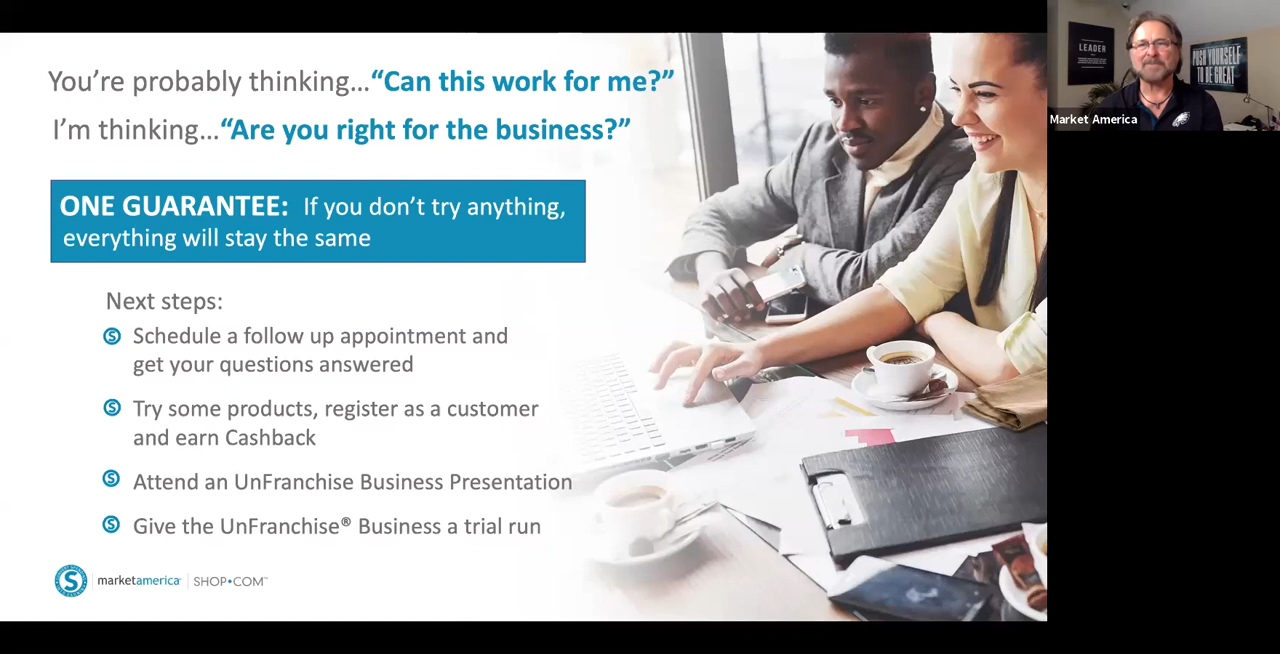 You’re probably thinking…“Can this work for me?”
I’m thinking…“Are you right for the business?”
ONE GUARANTEE: If you don’t try anything,
everything will stay the same
Next steps:
Schedule a follow up appointment and
get your questions answered
Try some products, register as a customer
and earn Cashback
Attend an UnFranchise Business Presentation
Give the UnFranchise® Business a trial run
marketamerica | SHOP•COM™
LEADER
PUSH YOURSELF
TO BE GREAT
Market America